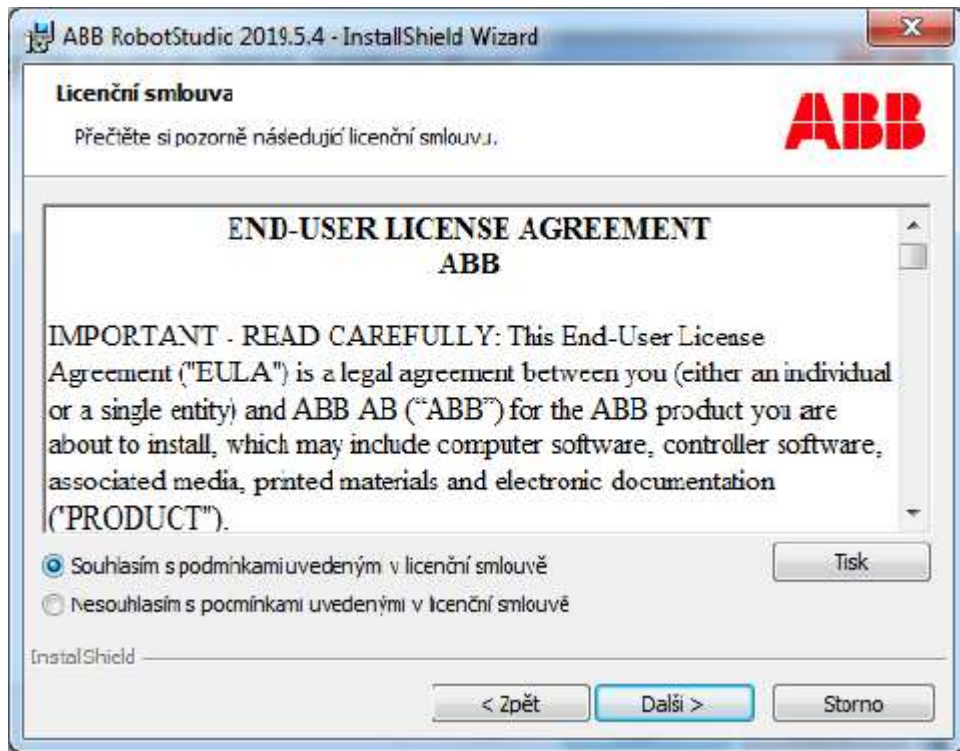 ABB RobotStudio 2019.5.4 - InstallShield Wizard
Licenční smlouva
Přečtěte si pozorně následující licenční smlouvu.
ABB
END-USER LICENSE AGREEMENT
ABB
IMPORTANT - READ CAREFULLY: This End-User License
Agreement ("EULA") is a legal agreement between you (either an individual
or a single entity) and ABB AB (“ABB”) for the ABB product you are
about to install, which may include computer software, controller software,
associated media, printed materials and electronic documentation
("PRODUCT").
Souhlasím s podmínkami uvedeným v licenční smlouvě
Tisk
Nesouhlasím s podmínkami uvedenými v licenční smlouvě
InstallShield
< Zpět
Další >
Storno